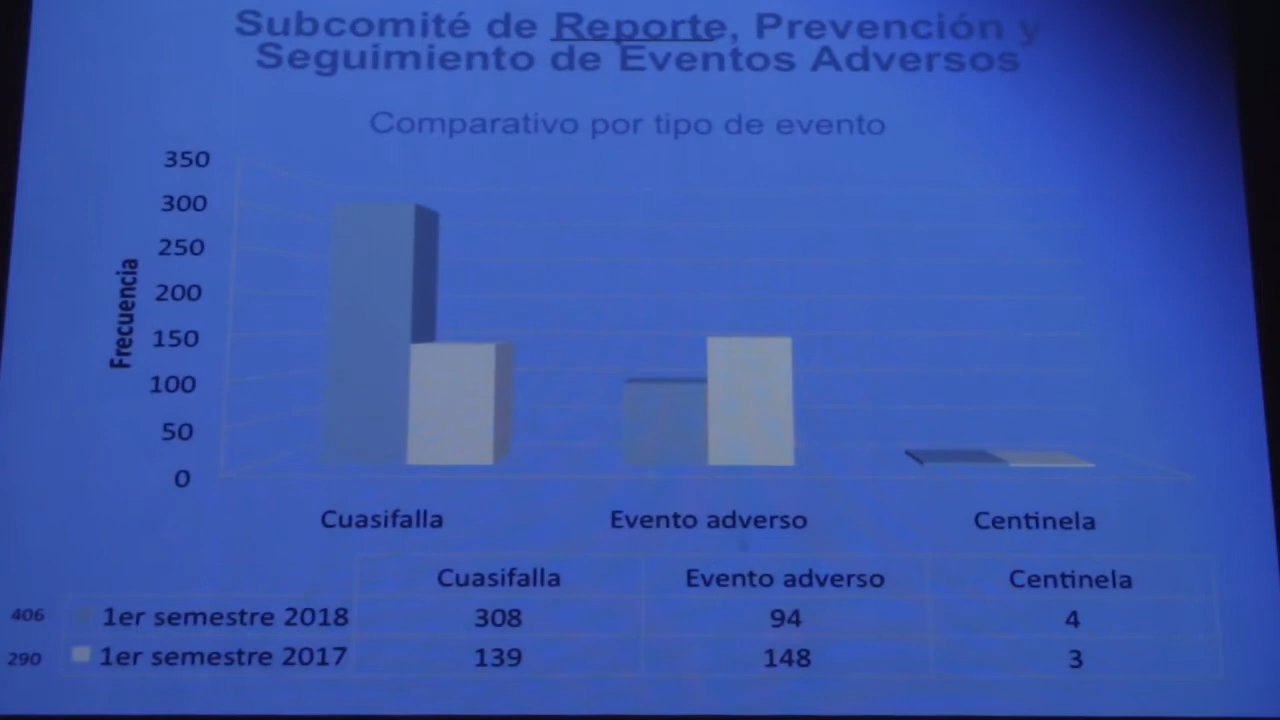 Subcomité de Reporte, Prevención y
Seguimiento de Eventos Adversos
Comparativo por tipo de evento
350
300
250
200
150
100
50
0
Frecuencia
Cuasifalla Evento adverso Centinela
Cuasifalla Evento adverso Centinela
406 1er semestre 2018 308 94 4
290 1er semestre 2017 139 148 3